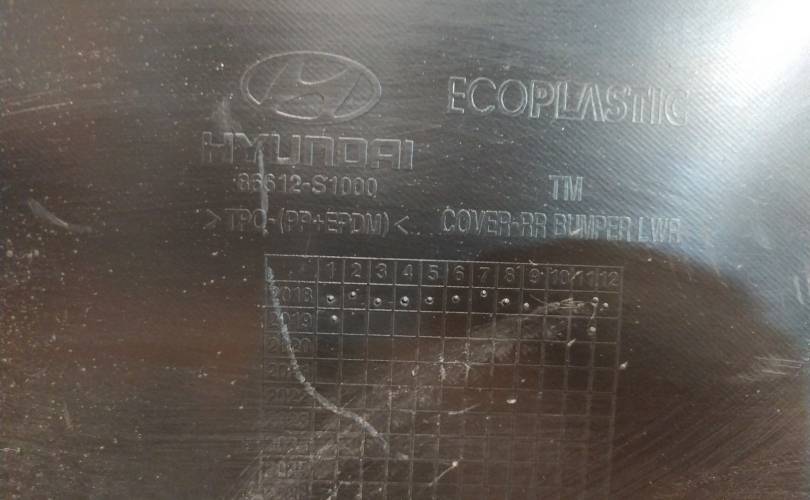 HYUNDAI ECOPLASTIC
86612-S1000 TM
>TPO-(PP+EPDM)< COVER-RR BUMPER LWR
1 2 3 4 5 6 7 8 9 10 11 12
2018
2019
2020